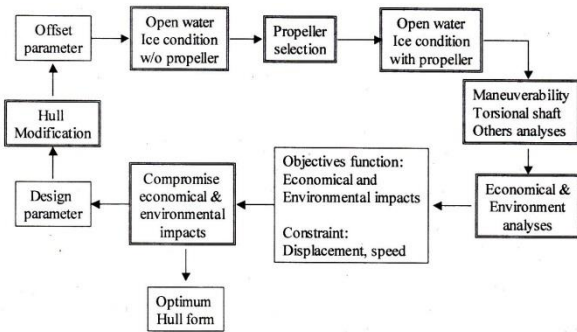 Offset
parameter
Open water
Ice condition
w/o propeller
Propeller
selection
Open water
Ice condition
with propeller
Maneuverability
Torsional shaft
Others analyses
Economical &
Environment
analyses
Objectives function:
Economical and
Environmental impacts
Constraint:
Displacement, speed
Compromise
economical &
environmental
impacts
Optimum
Hull form
Design
parameter
Hull
Modification